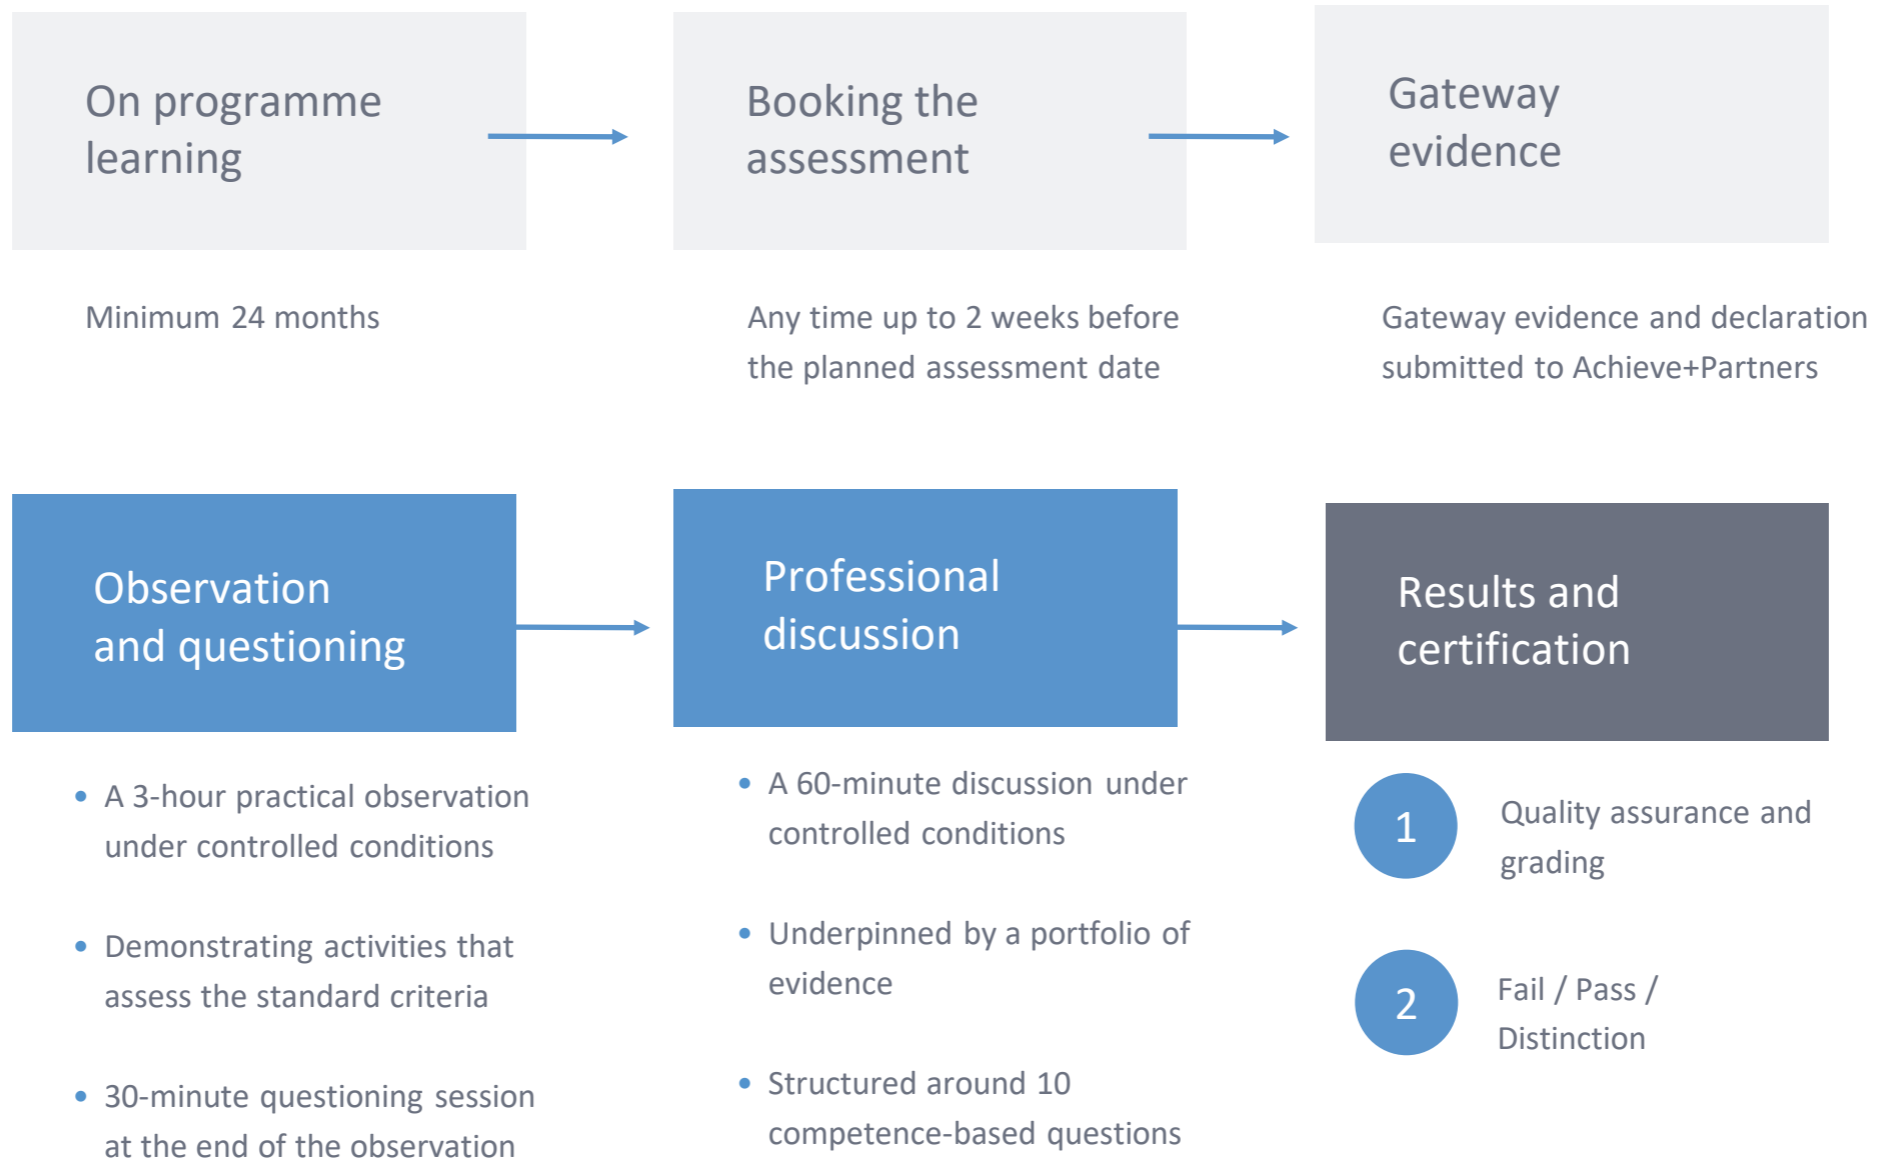 On programme
learning
Minimum 24 months
Booking the
assessment
Any time up to 2 weeks before
the planned assessment date
Gateway
evidence
Gateway evidence and declaration
submitted to Achieve+Partners
Observation
and questioning
• A 3-hour practical observation
under controlled conditions
• Demonstrating activities that
assess the standard criteria
• 30-minute questioning session
at the end of the observation
Professional
discussion
• A 60-minute discussion under
controlled conditions
• Underpinned by a portfolio of
evidence
• Structured around 10
competence-based questions
Results and
certification
1 Quality assurance and
grading
2 Fail / Pass /
Distinction